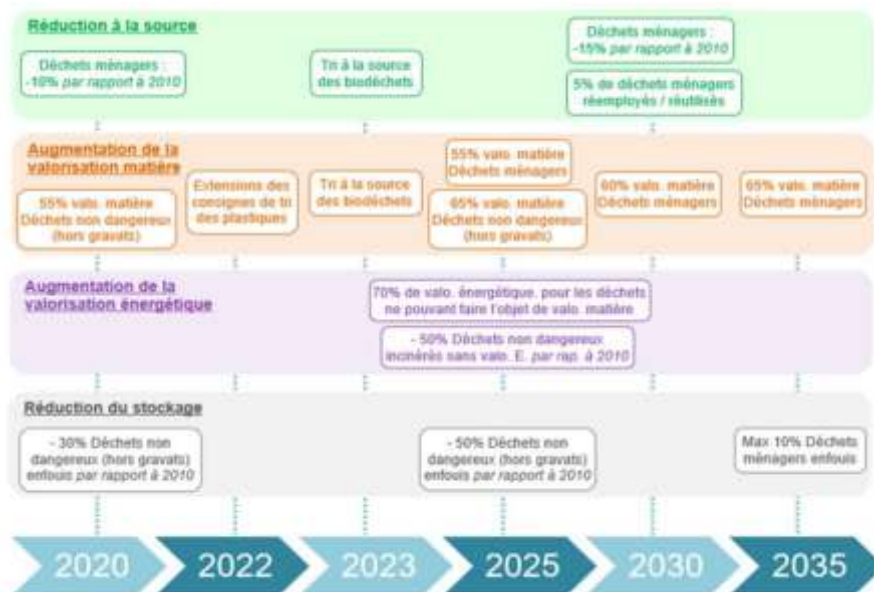 Réduction à la source
Déchets ménagers :
-10% par rapport à 2010
Tri à la source
des biodéchets
Déchets ménagers :
-15% par rapport à 2010
5% de déchets ménagers
réemployés / réutilisés
Augmentation de la
valorisation matière
55% valo. matière
Déchets non dangereux
(hors gravats)
Extensions des
consignes de tri
des plastiques
Tri à la source
des biodéchets
55% valo. matière
Déchets ménagers
65% valo. matière
Déchets non dangereux
(hors gravats)
60% valo. matière
Déchets ménagers
65% valo. matière
Déchets ménagers
Augmentation de la
valorisation énergétique
70% de valo. énergétique. pour les déchets
ne pouvant faire l'objet de valo. matière
- 50% Déchets non dangereux
incinérés sans valo. E. par rap. à 2010
Réduction du stockage
- 30% Déchets non
dangereux (hors gravats)
enfouis par rapport à 2010
- 50% Déchets non
dangereux (hors gravats)
enfouis par rapport à 2010
Max 10% Déchets
ménagers enfouis
2020
2022
2023
2025
2030
2035